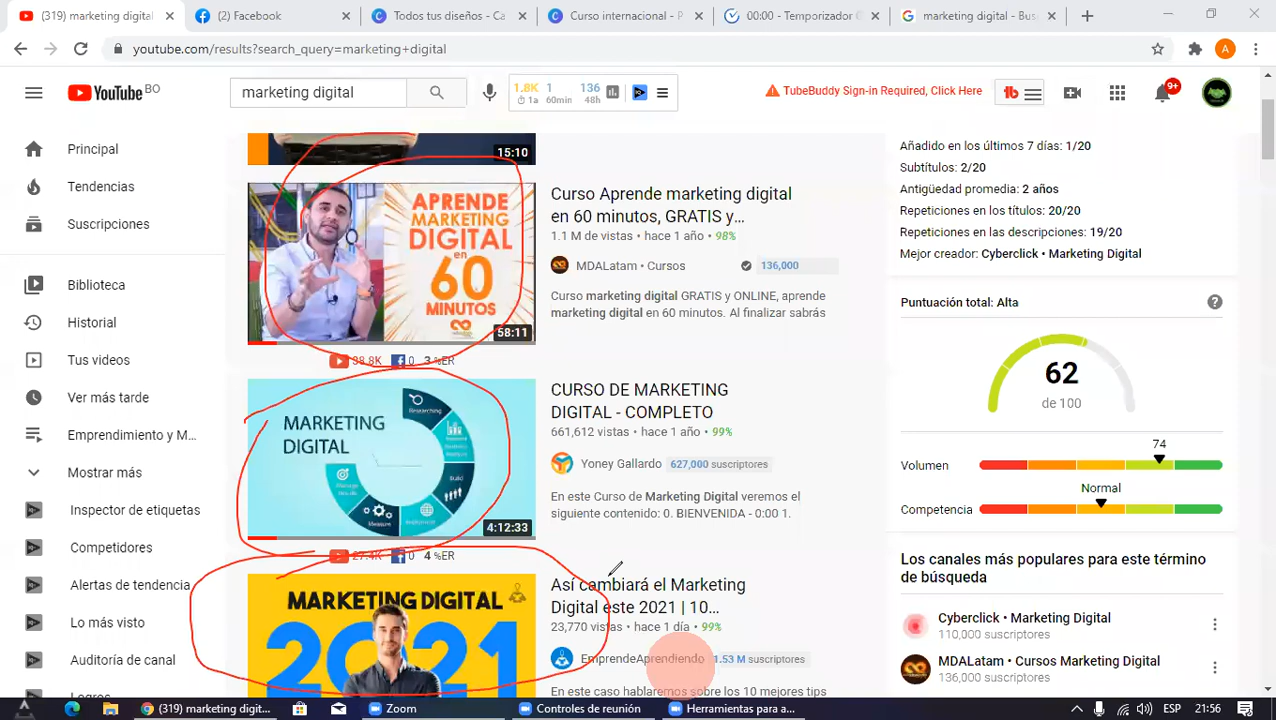 (319) marketing digital
(2) Facebook
Todos tus diseños - Ca
Curso internacional - P
00:00 - Temporizador O
marketing digital - Bus
youtube.com/results?search_query=marketing+digital
A
YouTube BO
marketing digital
1.8K 1 136
1a 60min 48h
TubeBuddy Sign-in Required, Click Here
tb
9+
Principal
Tendencias
Suscripciones
Biblioteca
Historial
Tus videos
Ver más tarde
Emprendimiento y M...
Mostrar más
Inspector de etiquetas
Competidores
Alertas de tendencia
Lo más visto
Auditoría de canal
Logros
15:10
APRENDE
MARKETING
DIGITAL
en
60
MINUTOS
58:11
Curso Aprende marketing digital
en 60 minutos, GRATIS y...
1.1 M de vistas • hace 1 año • 98%
MDALatam • Cursos 136,000
Curso marketing digital GRATIS y ONLINE, aprende
marketing digital en 60 minutos. Al finalizar sabrás
38.8K 0 3 %ER
MARKETING
DIGITAL
Researching
Build
Measure
4:12:33
CURSO DE MARKETING
DIGITAL - COMPLETO
661,612 vistas • hace 1 año • 99%
Yoney Gallardo 627,000 suscriptores
En este Curso de Marketing Digital veremos el
siguiente contenido: 0. BIENVENIDA - 0:00 1.
27.4K 0 4 %ER
MARKETING DIGITAL
2021
Así cambiará el Marketing
Digital este 2021 | 10...
23,770 vistas • hace 1 día • 99%
EmprendeAprendiendo 1.53 M suscriptores
En este caso hablaremos sobre los 10 mejores tips
Añadido en los últimos 7 días: 1/20
Subtítulos: 2/20
Antigüedad promedia: 2 años
Repeticiones en los títulos: 20/20
Repeticiones en las descripciones: 19/20
Mejor creador: Cyberclick • Marketing Digital
Puntuación total: Alta
62
de 100
74
Volumen
Normal
Competencia
Los canales más populares para este término
de búsqueda
Cyberclick • Marketing Digital
110,000 suscriptores
MDALatam • Cursos Marketing Digital
136,000 suscriptores
(319) marketing digit...
Zoom
Controles de reunión
Herramientas para a...
ESP
21:56